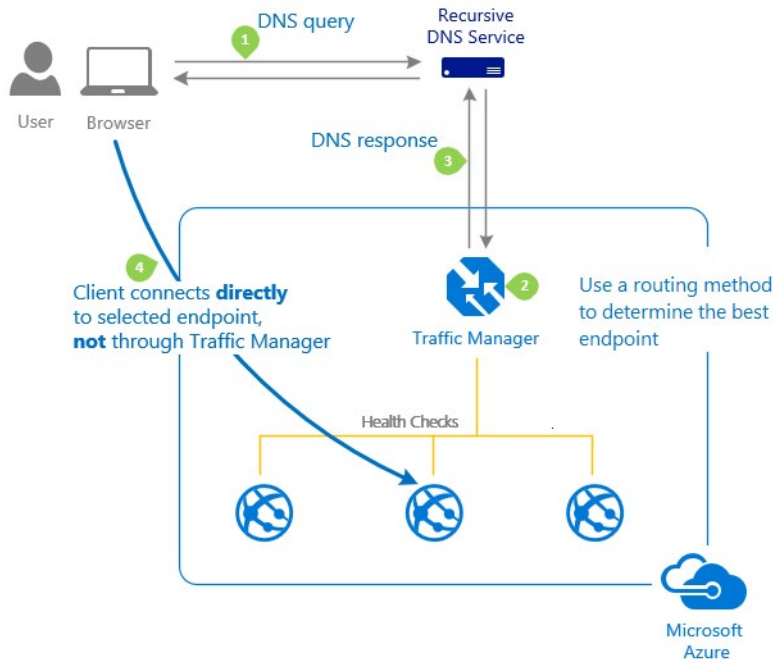 DNS query
1
Recursive
DNS Service
User
Browser
DNS response
3
4
Client connects directly
to selected endpoint,
not through Traffic Manager
2
Traffic Manager
Use a routing method
to determine the best
endpoint
Health Checks
Microsoft
Azure